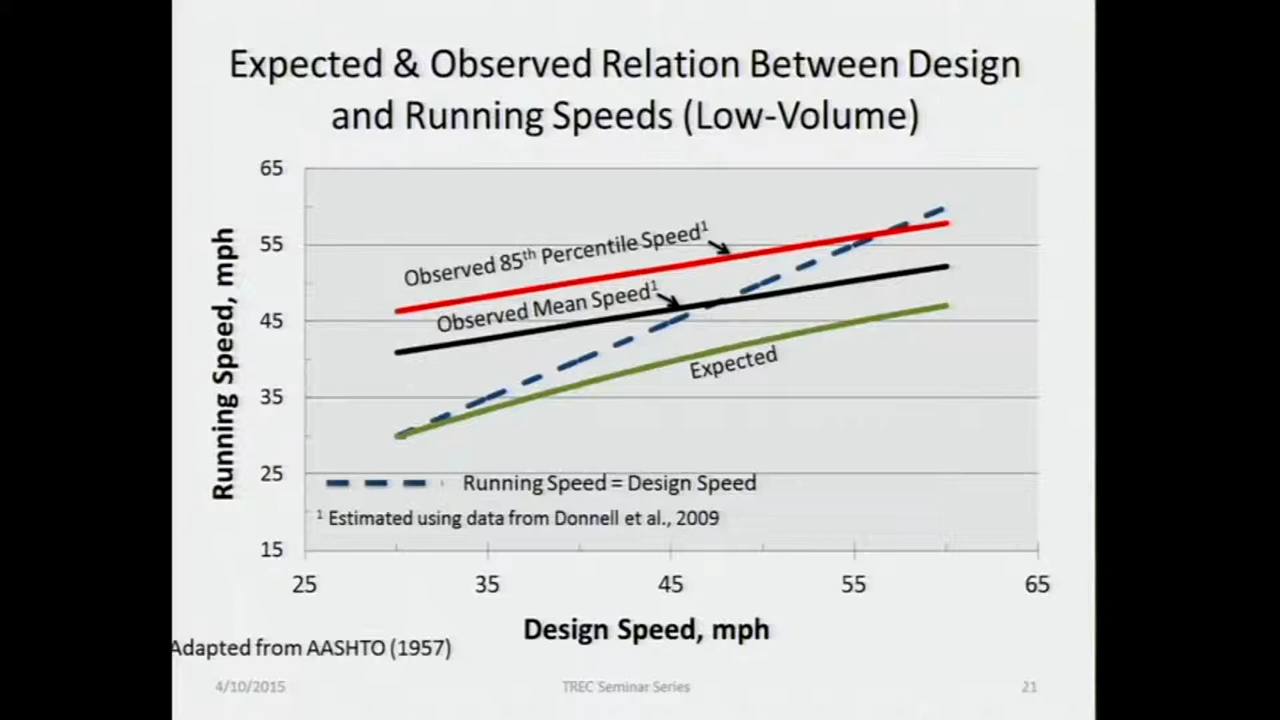 Expected & Observed Relation Between Design
and Running Speeds (Low-Volume)
65
55
45
35
25
15
Running Speed, mph
Observed 85th Percentile Speed1
Observed Mean Speed1
Expected
Running Speed = Design Speed
1 Estimated using data from Donnell et al., 2009
25
35
45
55
65
Design Speed, mph
Adapted from AASHTO (1957)
4/10/2015
TREC Seminar Series
21